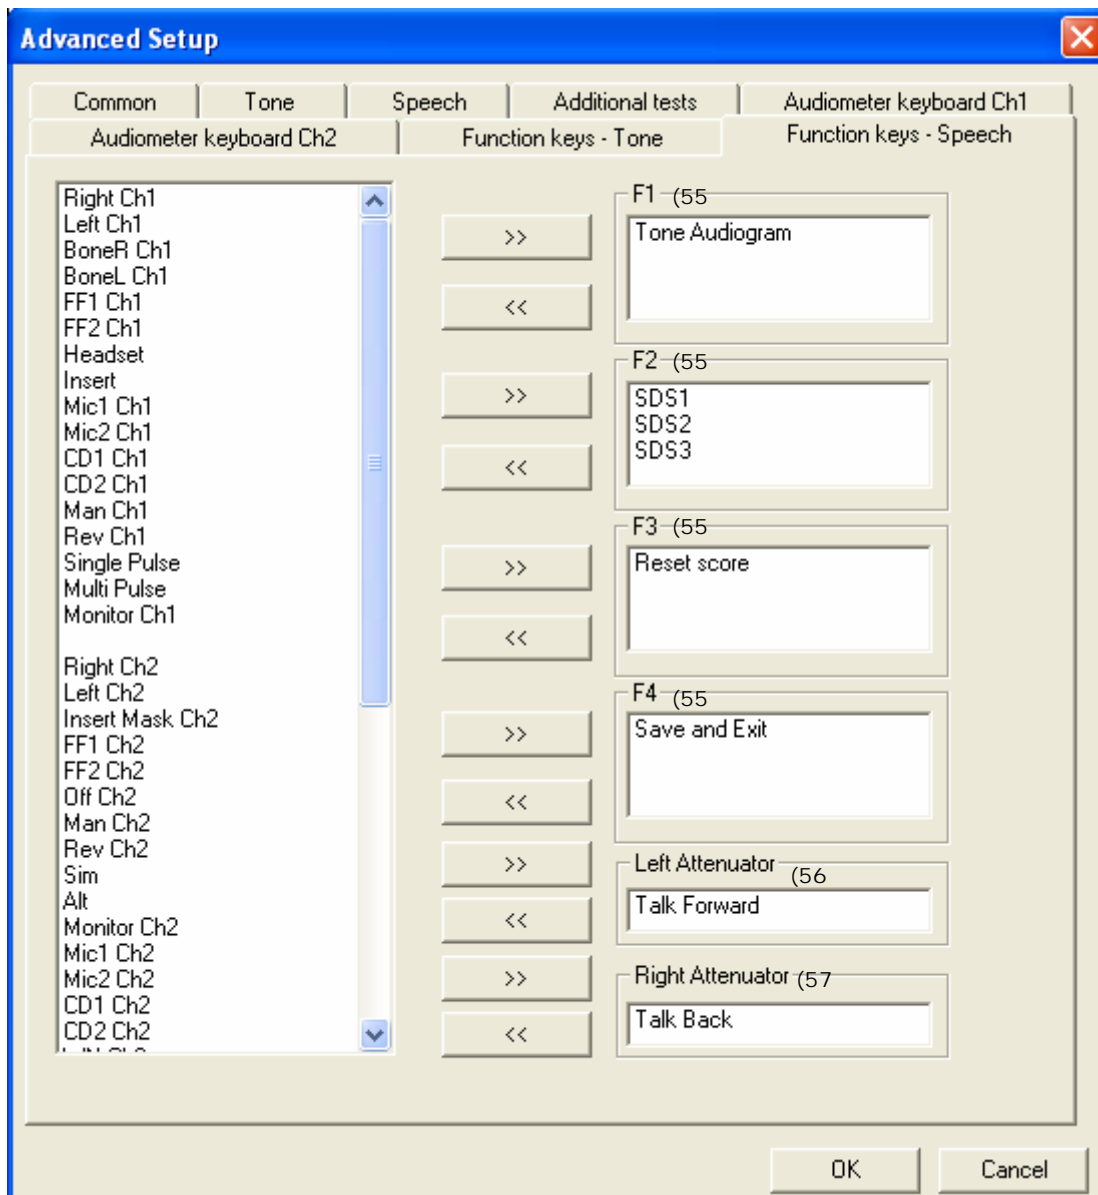 Advanced Setup
Common
Tone
Speech
Additional tests
Audiometer keyboard Ch1
Audiometer keyboard Ch2
Function keys - Tone
Function keys - Speech
Right Ch1
Left Ch1
BoneR Ch1
BoneL Ch1
FF1 Ch1
FF2 Ch1
Headset
Insert
Mic1 Ch1
Mic2 Ch1
CD1 Ch1
CD2 Ch1
Man Ch1
Rev Ch1
Single Pulse
Multi Pulse
Monitor Ch1
Right Ch2
Left Ch2
Insert Mask Ch2
FF1 Ch2
FF2 Ch2
Off Ch2
Man Ch2
Rev Ch2
Sim
Alt
Monitor Ch2
Mic1 Ch2
Mic2 Ch2
CD1 Ch2
CD2 Ch2
>>
<<
>>
<<
>>
<<
>>
<<
>>
<<
>>
<<
F1 (55
Tone Audiogram
F2 (55
SDS1
SDS2
SDS3
F3 (55
Reset score
F4 (55
Save and Exit
Left Attenuator (56
Talk Forward
Right Attenuator (57
Talk Back
OK
Cancel